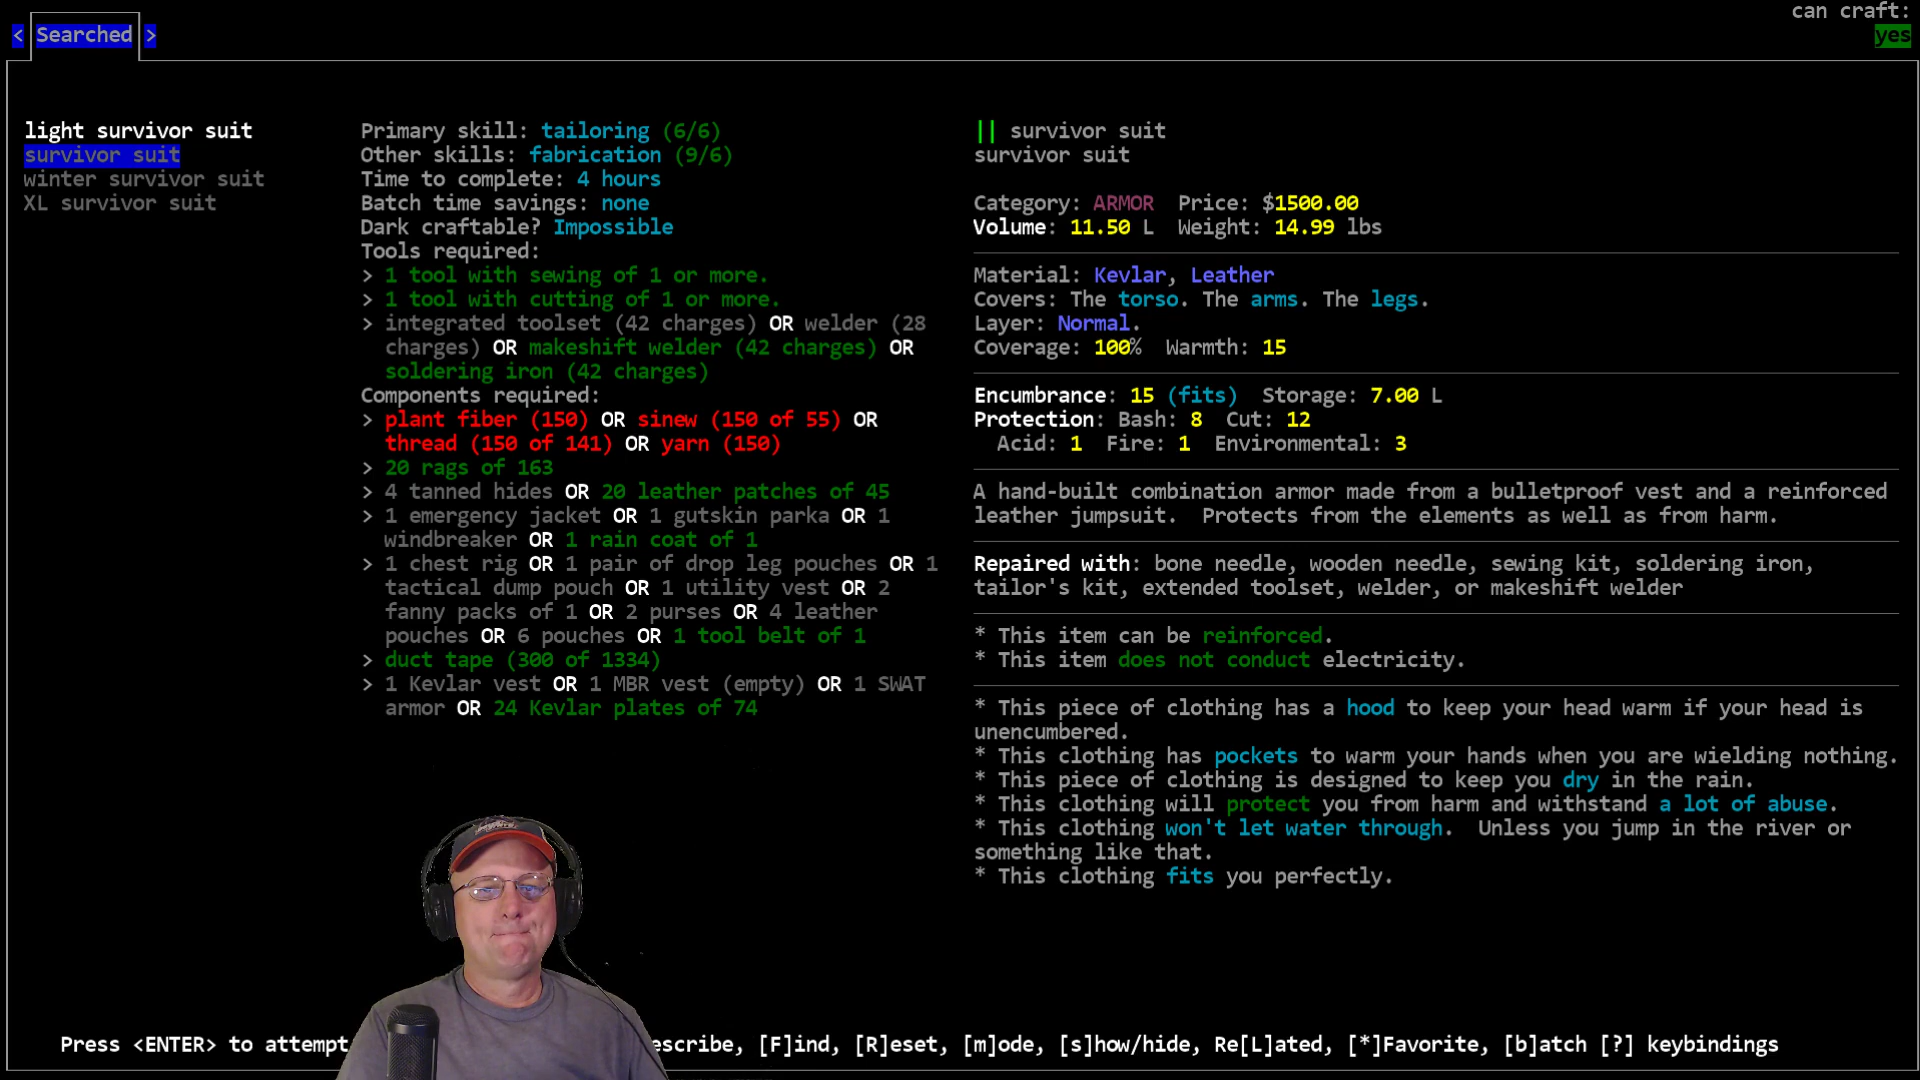 can craft:
< Searched >
yes
light survivor suit
survivor suit
winter survivor suit
XL survivor suit
Primary skill: tailoring (6/6)
Other skills: fabrication (9/6)
Time to complete: 4 hours
Batch time savings: none
Dark craftable? Impossible
Tools required:
> 1 tool with sewing of 1 or more.
> 1 tool with cutting of 1 or more.
> integrated toolset (42 charges) OR welder (28
charges) OR makeshift welder (42 charges) OR
soldering iron (42 charges)
Components required:
> plant fiber (150) OR sinew (150 of 55) OR
thread (150 of 141) OR yarn (150)
> 20 rags of 163
> 4 tanned hides OR 20 leather patches of 45
> 1 emergency jacket OR 1 gutskin parka OR 1
windbreaker OR 1 rain coat of 1
> 1 chest rig OR 1 pair of drop leg pouches OR 1
tactical dump pouch OR 1 utility vest OR 2
fanny packs of 1 OR 2 purses OR 4 leather
pouches OR 6 pouches OR 1 tool belt of 1
> duct tape (300 of 1334)
> 1 Kevlar vest OR 1 MBR vest (empty) OR 1 SWAT
armor OR 24 Kevlar plates of 74
|| survivor suit
survivor suit
Category: ARMOR Price: $1500.00
Volume: 11.50 L Weight: 14.99 lbs
Material: Kevlar, Leather
Covers: The torso. The arms. The legs.
Layer: Normal.
Coverage: 100% Warmth: 15
Encumbrance: 15 (fits) Storage: 7.00 L
Protection: Bash: 8 Cut: 12
Acid: 1 Fire: 1 Environmental: 3
A hand-built combination armor made from a bulletproof vest and a reinforced
leather jumpsuit. Protects from the elements as well as from harm.
Repaired with: bone needle, wooden needle, sewing kit, soldering iron,
tailor's kit, extended toolset, welder, or makeshift welder
* This item can be reinforced.
* This item does not conduct electricity.
* This piece of clothing has a hood to keep your head warm if your head is
unencumbered.
* This clothing has pockets to warm your hands when you are wielding nothing.
* This piece of clothing is designed to keep you dry in the rain.
* This clothing will protect you from harm and withstand a lot of abuse.
* This clothing won't let water through. Unless you jump in the river or
something like that.
* This clothing fits you perfectly.
Press <ENTER> to attempt escribe, [F]ind, [R]eset, [m]ode, [s]how/hide, Re[L]ated, [*]Favorite, [b]atch [?] keybindings